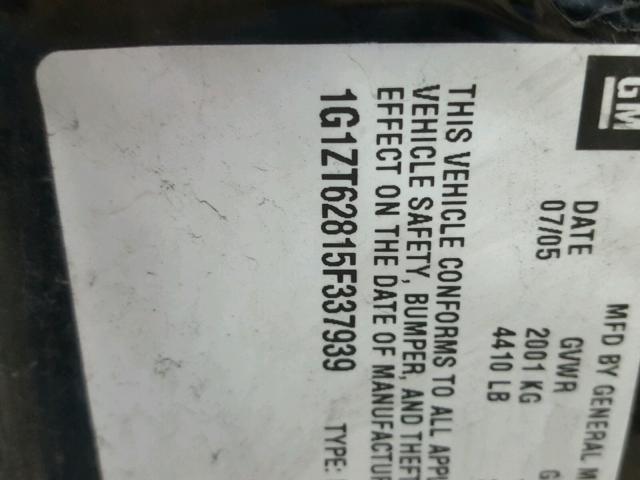 GM
MFD BY GENERAL M
DATE GVWR
07/05 2001 KG
4410 LB
THIS VEHICLE CONFORMS TO ALL APPL
VEHICLE SAFETY, BUMPER, AND THEFT
EFFECT ON THE DATE OF MANUFACTUR
1G1ZT62815F337939 TYPE: